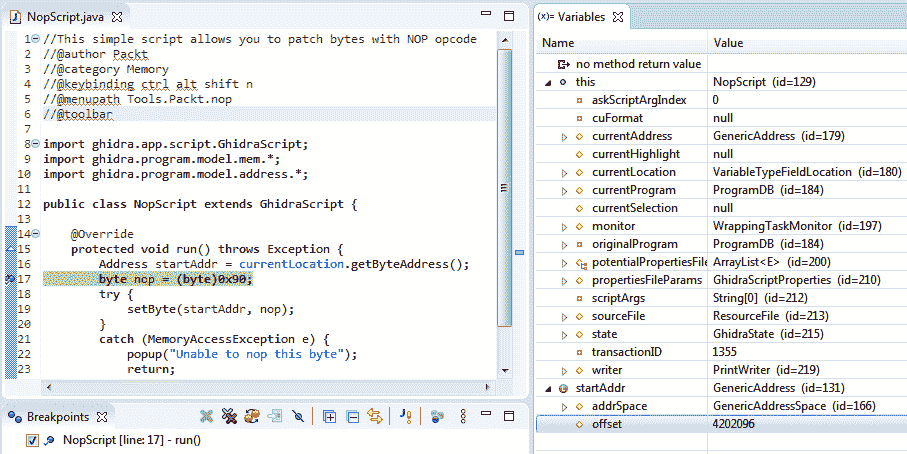 NopScript.java
1 //This simple script allows you to patch bytes with NOP opcode
2 //@author Packt
3 //@category Memory
4 //@keybinding ctrl alt shift n
5 //@menupath Tools.Packt.nop
6 //@toolbar
7
8 import ghidra.app.script.GhidraScript;
9 import ghidra.program.model.mem.*;
10 import ghidra.program.model.address.*;
11
12 public class NopScript extends GhidraScript {
13
14 @Override
15 protected void run() throws Exception {
16 Address startAddr = currentLocation.getByteAddress();
17 byte nop = (byte)0x90;
18 try {
19 setByte(startAddr, nop);
20 }
21 catch (MemoryAccessException e) {
22 popup("Unable to nop this byte");
23 return;
Breakpoints
NopScript [line: 17] - run()
(x)= Variables
Name Value
no method return value
this NopScript (id=129)
askScriptArgIndex 0
cuFormat null
currentAddress GenericAddress (id=179)
currentHighlight null
currentLocation VariableTypeFieldLocation (id=180)
currentProgram ProgramDB (id=184)
currentSelection null
monitor WrappingTaskMonitor (id=197)
originalProgram ProgramDB (id=184)
potentialPropertiesFile ArrayList<E> (id=200)
propertiesFileParams GhidraScriptProperties (id=210)
scriptArgs String[0] (id=212)
sourceFile ResourceFile (id=213)
state GhidraState (id=215)
transactionID 1355
writer PrintWriter (id=219)
startAddr GenericAddress (id=131)
addrSpace GenericAddressSpace (id=166)
offset 4202096